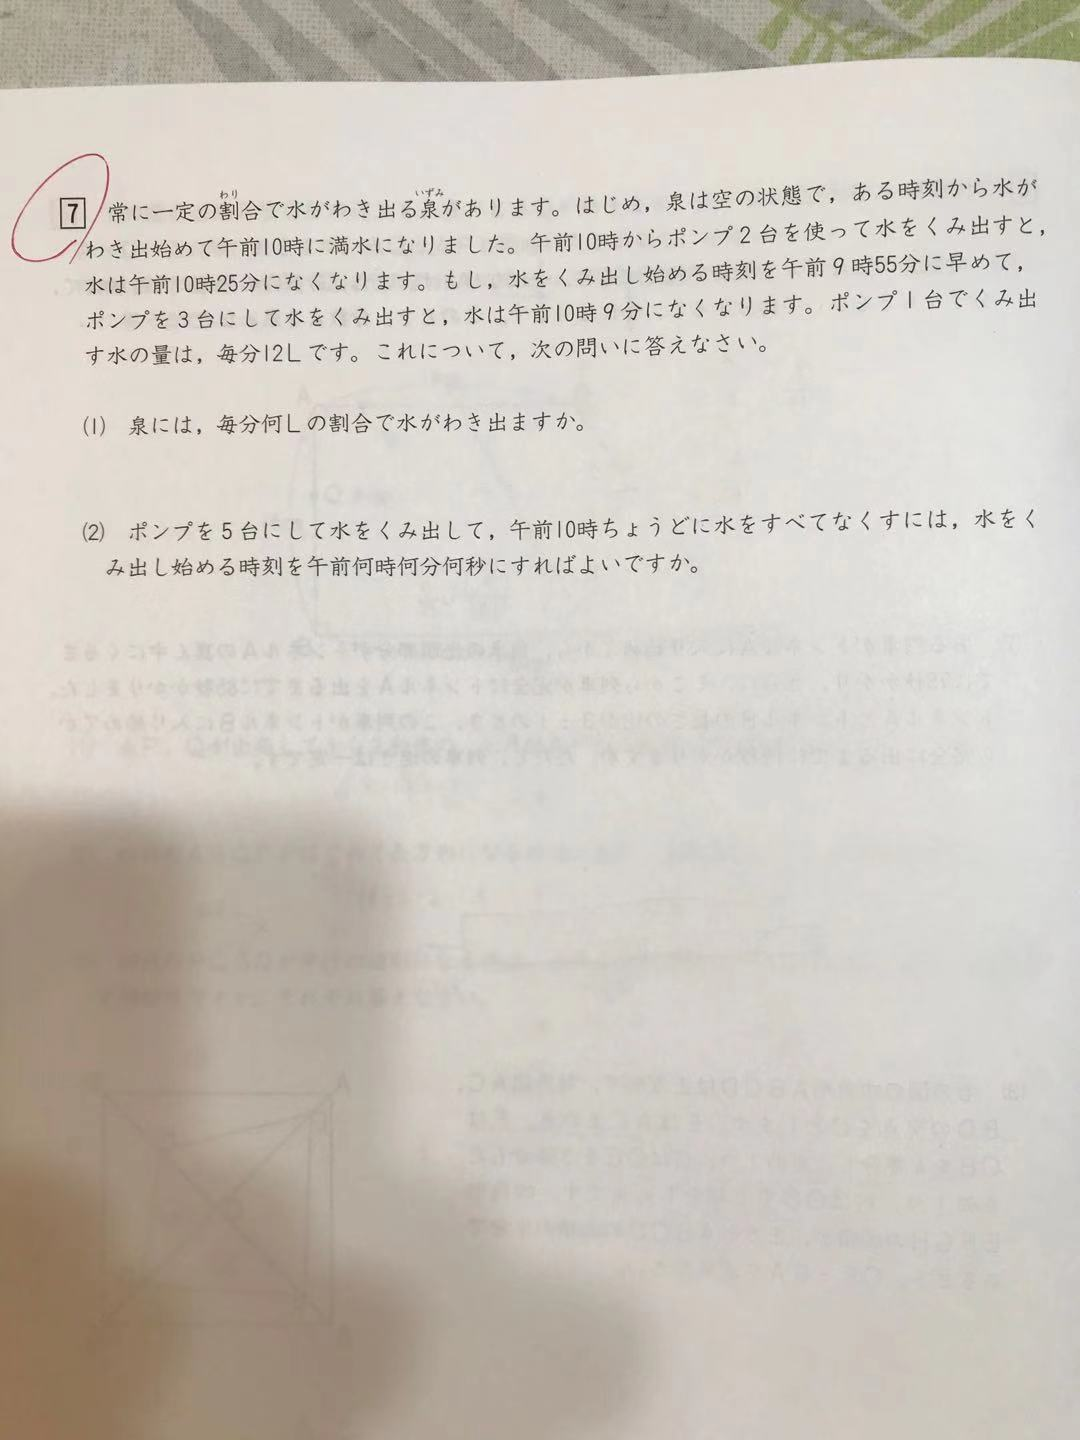 7 常に一定の割合で水がわき出る泉があります。はじめ，泉は空の状態で，ある時刻から水が
わき出始めて午前10時に満水になりました。午前10時からポンプ２台を使って水をくみ出すと，
水は午前10時25分になくなります。もし，水をくみ出し始める時刻を午前９時55分に早めて，
ポンプを３台にして水をくみ出すと，水は午前10時９分になくなります。ポンプ１台でくみ出
す水の量は，毎分12Ｌです。これについて，次の問いに答えなさい。
(1) 泉には，毎分何Ｌの割合で水がわき出ますか。
(2) ポンプを５台にして水をくみ出して，午前10時ちょうどに水をすべてなくすには，水をく
み出し始める時刻を午前何時何分何秒にすればよいですか。